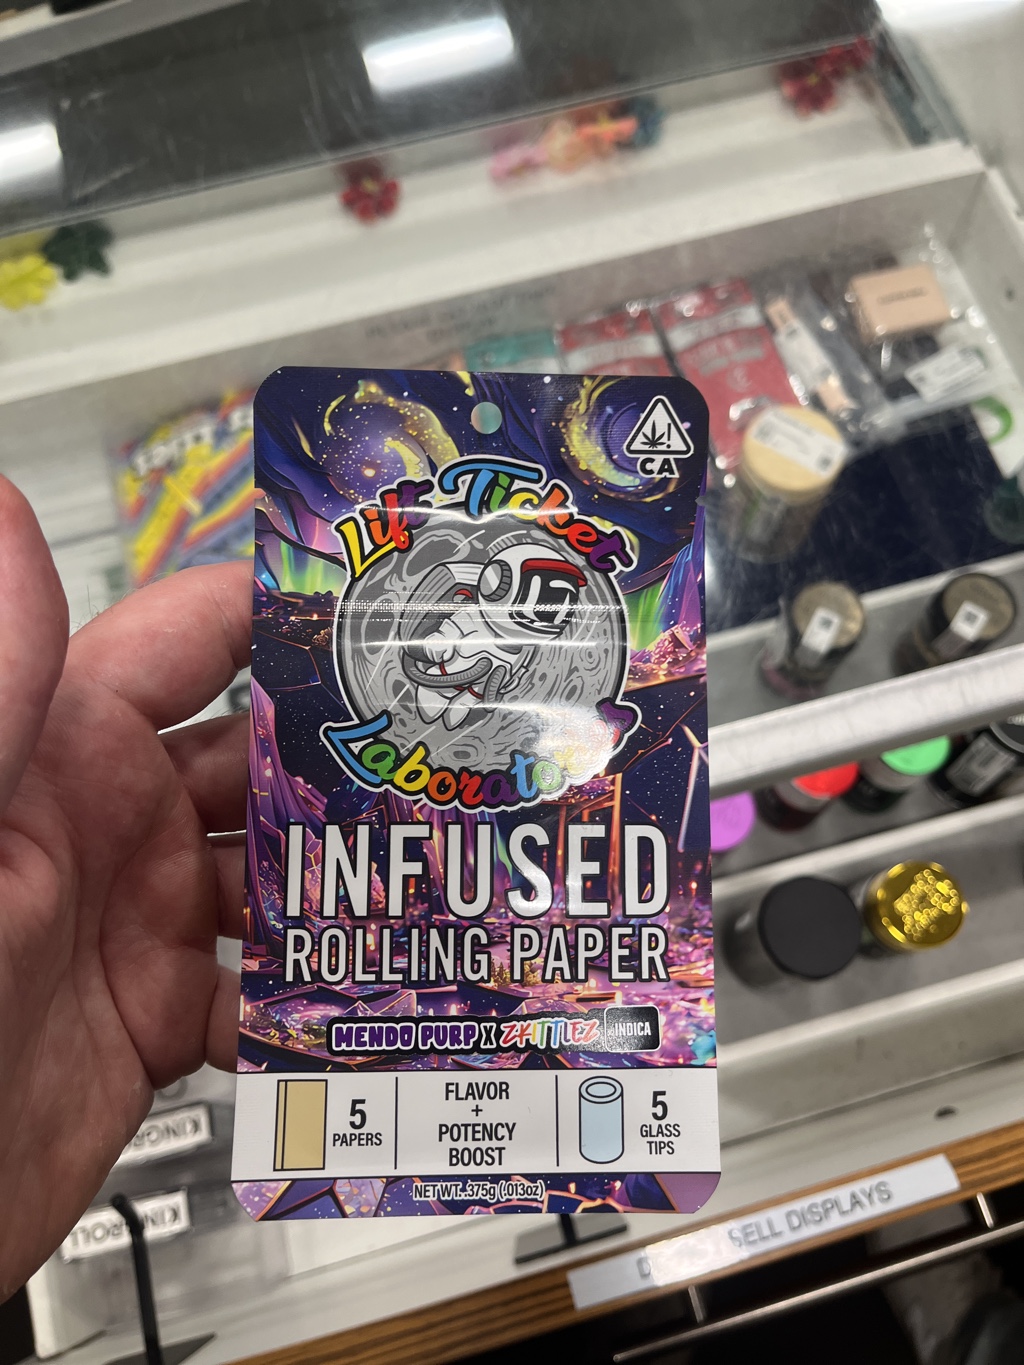 CA
Lift Ticket
Laboratories
INFUSED
ROLLING PAPER
MENDO PURP X ZKITTLEZ INDICA
5
PAPERS
FLAVOR
+
POTENCY
BOOST
5
GLASS
TIPS
NET WT. .375g (.013oz)
SELL DISPLAYS